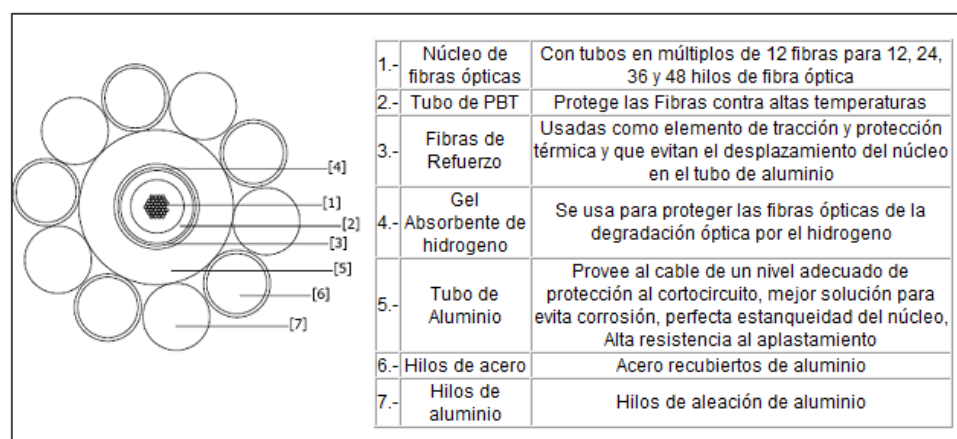 [4]
[1]
[2]
[3]
[5]
[6]
[7]
1.-
Núcleo de
fibras ópticas
Con tubos en múltiplos de 12 fibras para 12, 24,
36 y 48 hilos de fibra óptica
2.-
Tubo de PBT
Protege las Fibras contra altas temperaturas
3.-
Fibras de
Refuerzo
Usadas como elemento de tracción y protección
térmica y que evitan el desplazamiento del núcleo
en el tubo de aluminio
4.-
Gel
Absorbente de
hidrogeno
Se usa para proteger las fibras ópticas de la
degradación óptica por el hidrogeno
5.-
Tubo de
Aluminio
Provee al cable de un nivel adecuado de
protección al cortocircuito, mejor solución para
evita corrosión, perfecta estanqueidad del núcleo,
Alta resistencia al aplastamiento
6.-
Hilos de acero
Acero recubiertos de aluminio
7.-
Hilos de
aluminio
Hilos de aleación de aluminio